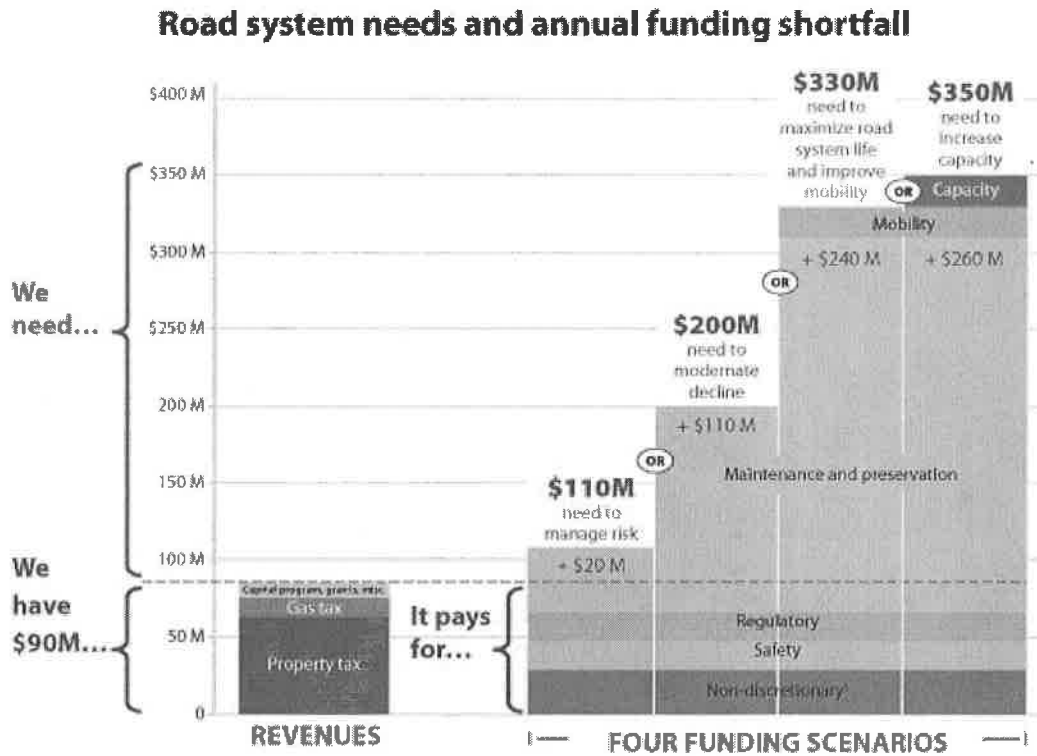 Road system needs and annual funding shortfall
$400 M
$350 M
$300 M
$250 M
200 M
150 M
100 M
50 M
0
We
need...
We
have
$90M...
Capital program, grants, misc.
Gas tax
Property tax
REVENUES
It pays
for...
$110M
need to
manage risk
+ $20 M
OR
$200M
need to
modernate
decline
+ $110 M
OR
$330M
need to
maximize road
system life
and improve
mobility
OR
$350M
need to
increase
capacity
Capacity
Mobility
+ $240 M
+ $260 M
Maintenance and preservation
Regulatory
Safety
Non-discretionary
FOUR FUNDING SCENARIOS